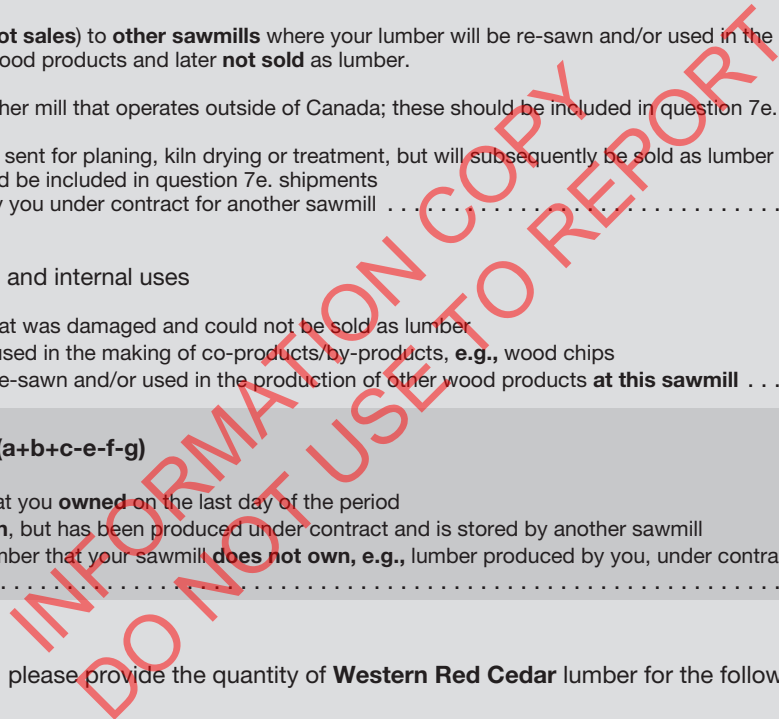 ot sales) to other sawmills where your lumber will be re-sawn and/or used in the
ood products and later not sold as lumber.
her mill that operates outside of Canada; these should be included in question 7e.
sent for planing, kiln drying or treatment, but will subsequently be sold as lumber
d be included in question 7e. shipments
y you under contract for another sawmill . . . . . . . . . . . . . . . . . . . . . . . . . . . . . . . . . . . . . . . . .
and internal uses
at was damaged and could not be sold as lumber
used in the making of co-products/by-products, e.g., wood chips
e-sawn and/or used in the production of other wood products at this sawmill . . .
(a+b+c-e-f-g)
at you owned on the last day of the period
n, but has been produced under contract and is stored by another sawmill
mber that your sawmill does not own, e.g., lumber produced by you, under contra
. . . . . . . . . . . . . . . . . . . . . . . . . . . . . . . . . . . . . . . . . . . . . . . . . . . . . . . . . . . . . . . . . . . . .
please provide the quantity of Western Red Cedar lumber for the follow
INFORMATION COPY
DO NOT USE TO REPORT